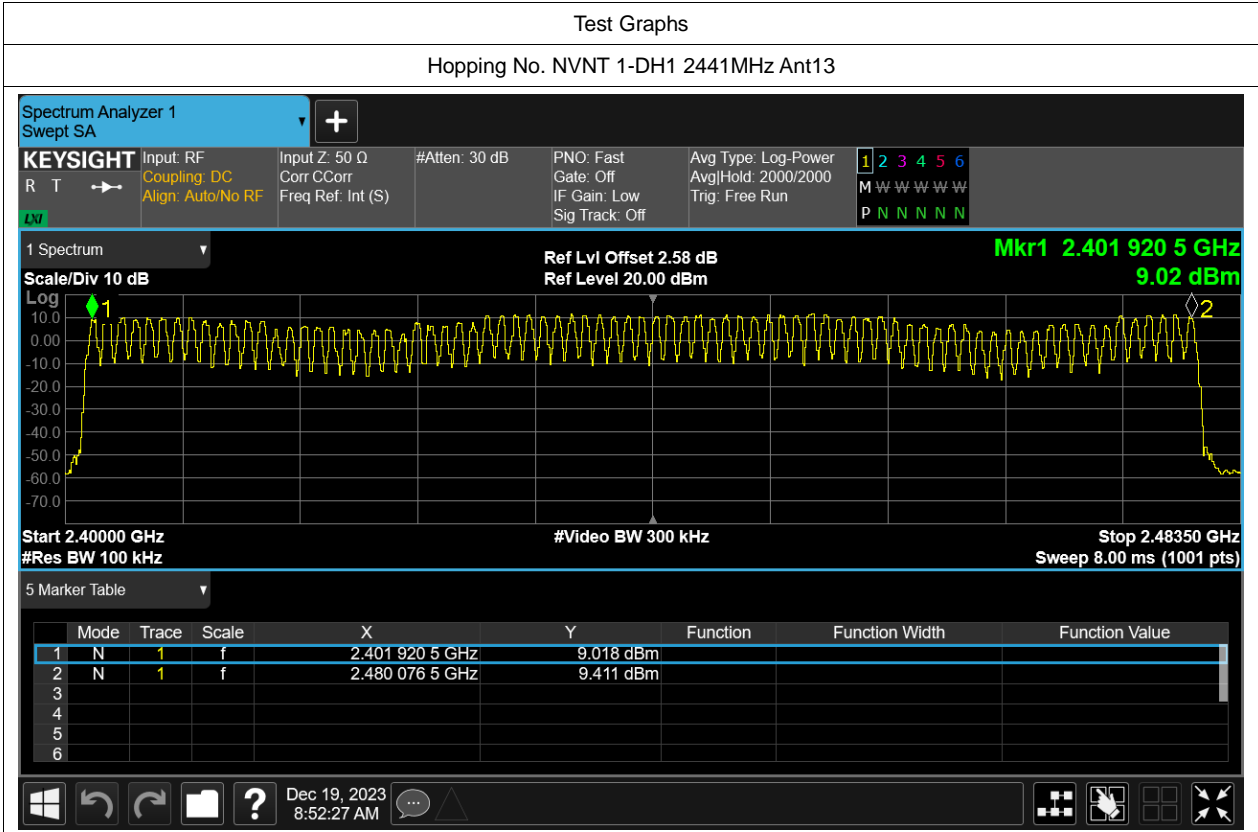 Test Graphs
Hopping No. NVNT 1-DH1 2441MHz Ant13
Spectrum Analyzer 1
Swept SA
+
KEYSIGHT
R T
LXI
Input: RF
Coupling: DC
Align: Auto/No RF
Input Z: 50 Ω
Corr CCorr
Freq Ref: Int (S)
#Atten: 30 dB
PNO: Fast
Gate: Off
IF Gain: Low
Sig Track: Off
Avg Type: Log-Power
Avg|Hold: 2000/2000
Trig: Free Run
1 2 3 4 5 6
M W W W W W
P N N N N N
1 Spectrum
Scale/Div 10 dB
Ref Lvl Offset 2.58 dB
Ref Level 20.00 dBm
Mkr1 2.401 920 5 GHz
9.02 dBm
Log
1
2
10.0
0.00
-10.0
-20.0
-30.0
-40.0
-50.0
-60.0
-70.0
Start 2.40000 GHz
#Res BW 100 kHz
#Video BW 300 kHz
Stop 2.48350 GHz
Sweep 8.00 ms (1001 pts)
5 Marker Table
Mode Trace Scale X Y Function Function Width Function Value
1 N 1 f 2.401 920 5 GHz 9.018 dBm
2 N 1 f 2.480 076 5 GHz 9.411 dBm
3
4
5
6
?
Dec 19, 2023
8:52:27 AM